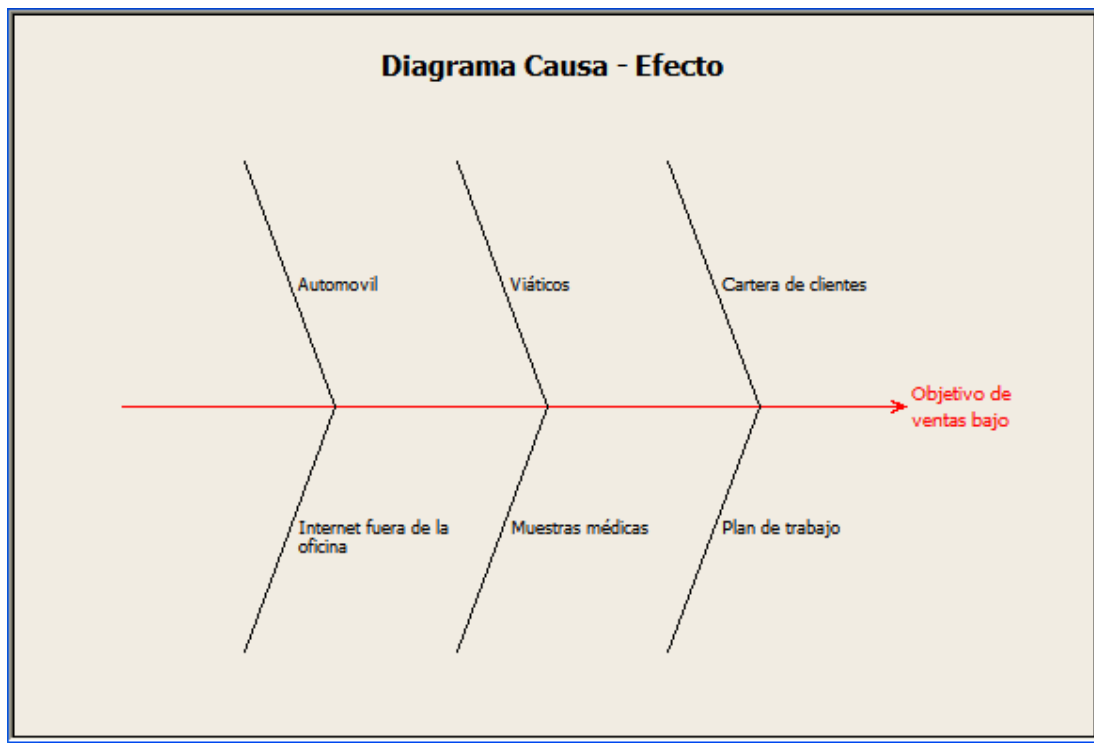 Diagrama Causa - Efecto
Automovil
Viáticos
Cartera de clientes
Objetivo de
ventas bajo
Internet fuera de la
oficina
Muestras médicas
Plan de trabajo